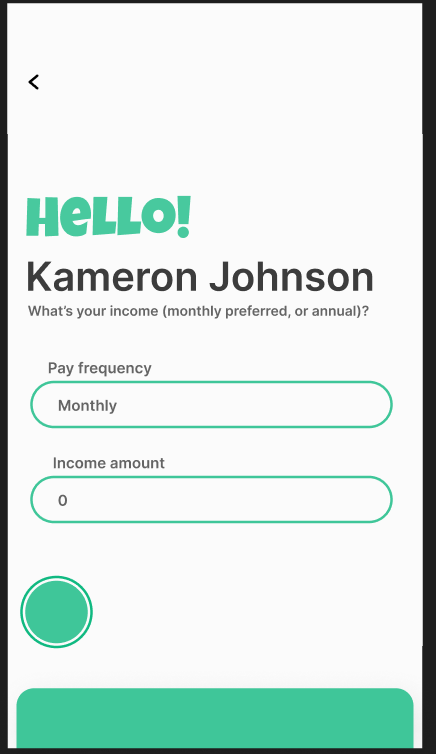 Hello!
Kameron Johnson
What's your income (monthly preferred, or annual)?
Pay frequency
Monthly
Income amount
0